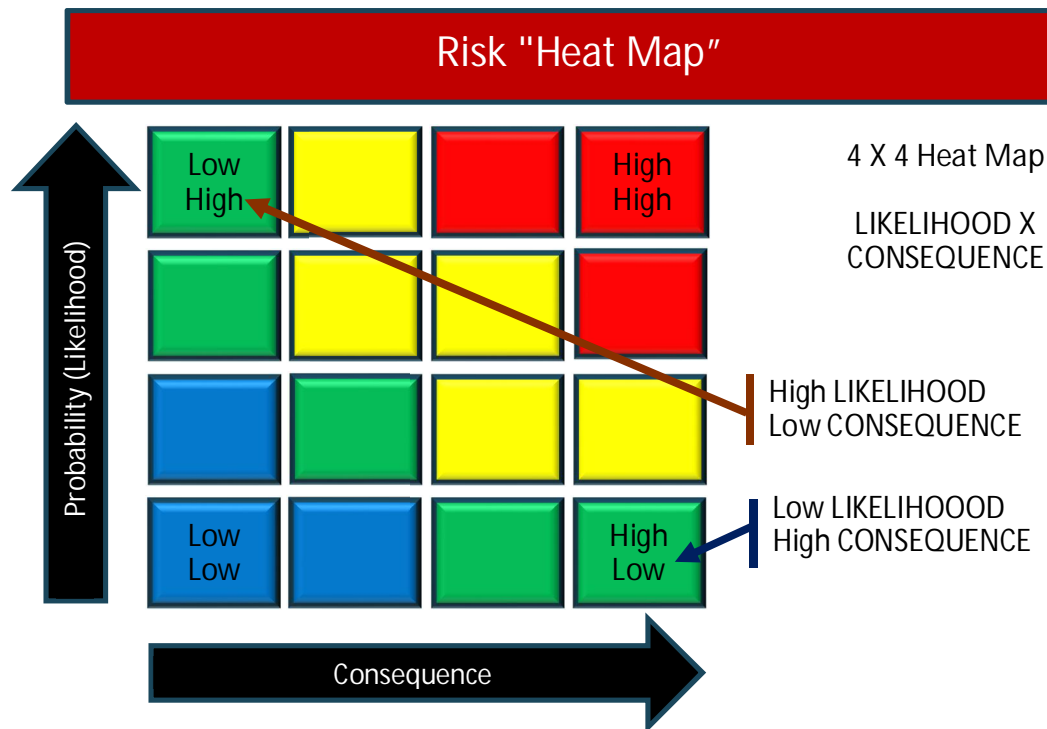 Risk "Heat Map”
Low
High
High
High
4 X 4 Heat Map
LIKELIHOOD X
CONSEQUENCE
Probability (Likelihood)
High LIKELIHOOD
Low CONSEQUENCE
Low
Low
High
Low
Low LIKELIHOOOD
High CONSEQUENCE
Consequence